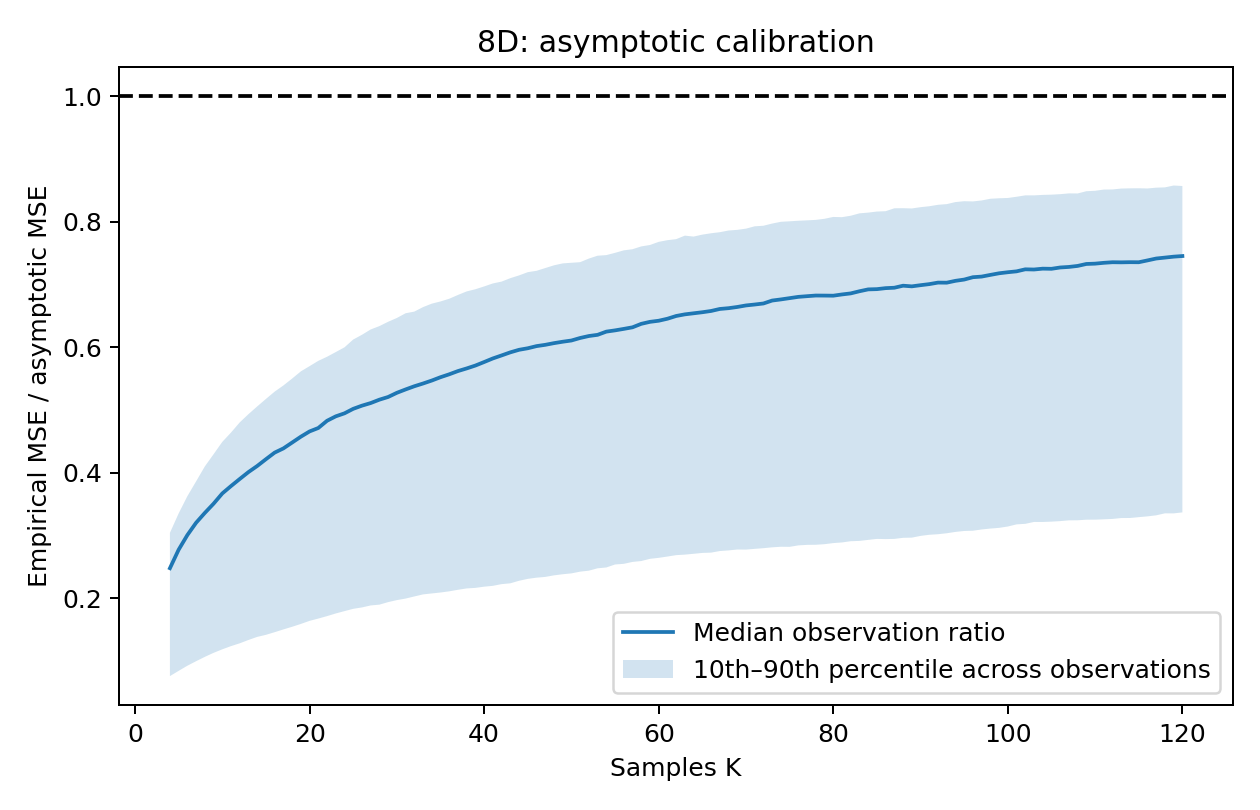 8D: asymptotic calibration
Empirical MSE / asymptotic MSE
1.0
0.8
0.6
0.4
0.2
Median observation ratio
10th–90th percentile across observations
0 20 40 60 80 100 120
Samples K